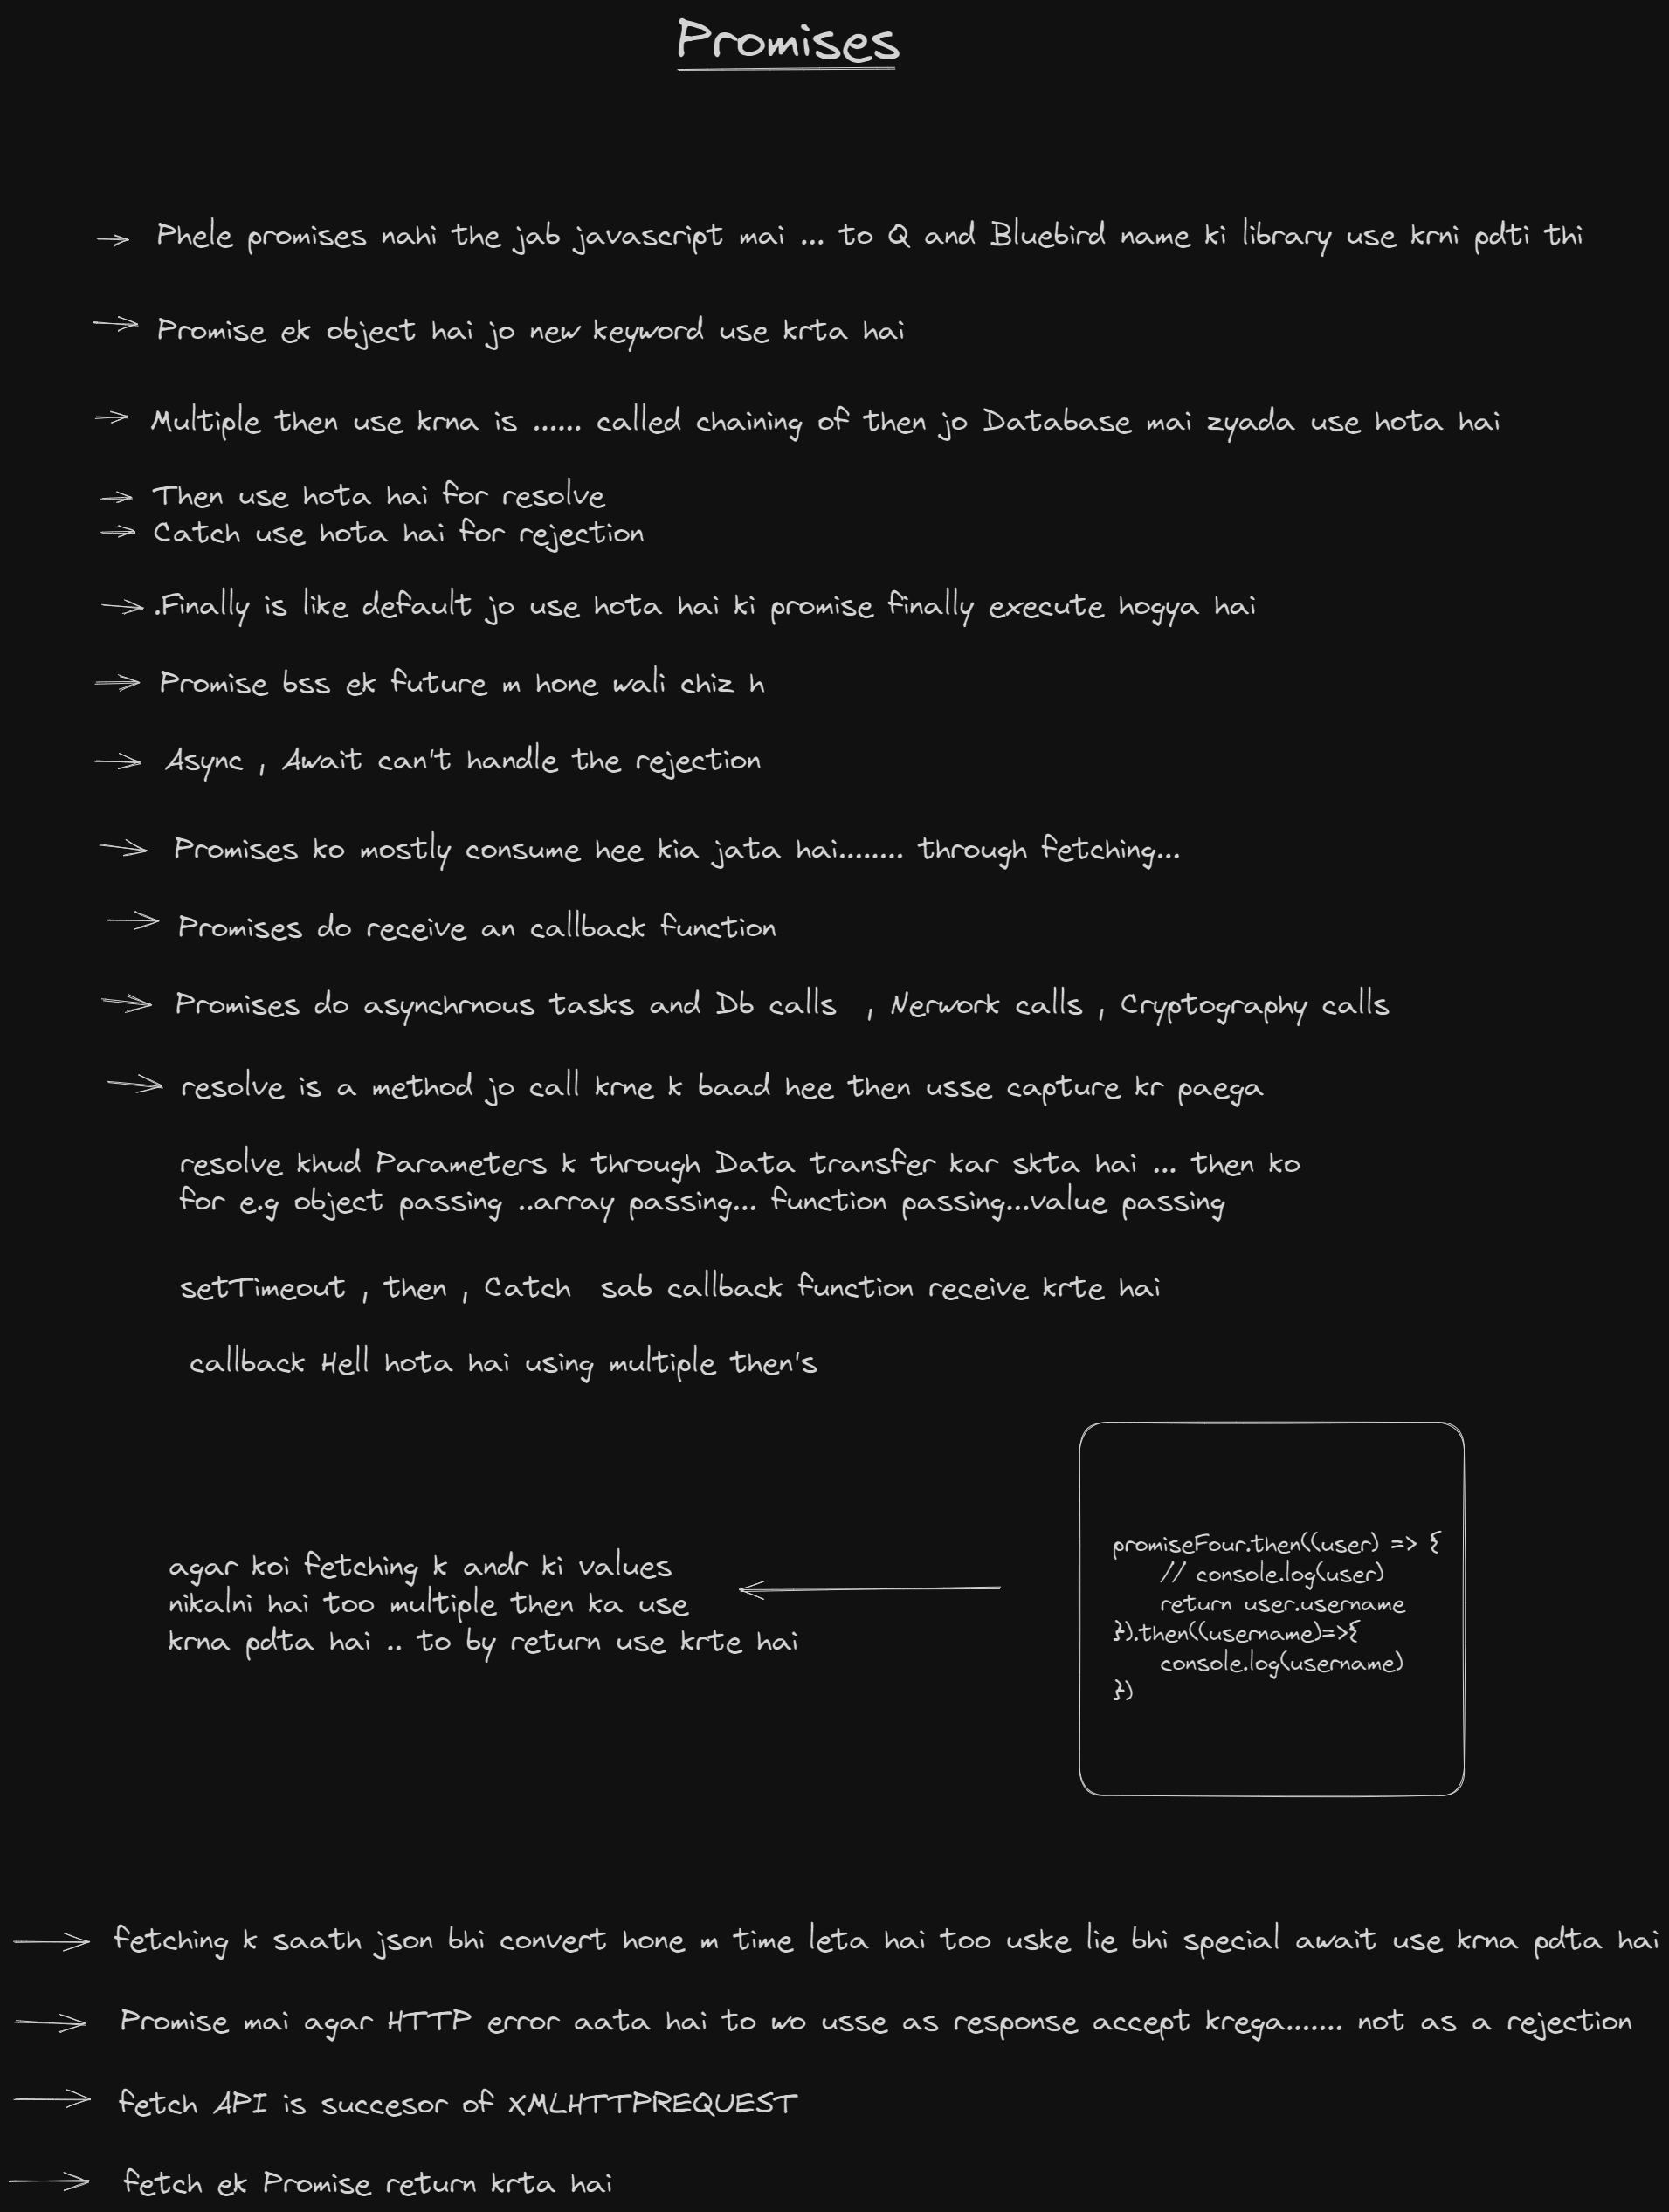 Promises
Phele promises nahi the jab javascript mai ... to Q and Bluebird name ki library use krni pdti thi
Promise ek object hai jo new keyword use krta hai
Multiple then use krna is ...... called chaining of then jo Database mai zyada use hota hai
Then use hota hai for resolve
Catch use hota hai for rejection
.Finally is like default jo use hota hai ki promise finally execute hogya hai
Promise bss ek future m hone wali chiz h
Async , Await can't handle the rejection
Promises ko mostly consume hee kia jata hai........ through fetching...
Promises do receive an callback function
Promises do asynchrnous tasks and Db calls , Nerwork calls , Cryptography calls
resolve is a method jo call krne k baad hee then usse capture kr paega
resolve khud Parameters k through Data transfer kar skta hai ... then ko
for e.g object passing ..array passing... function passing...value passing
setTimeout , then , Catch sab callback function receive krte hai
callback Hell hota hai using multiple then's
agar koi fetching k andr ki values
nikalni hai too multiple then ka use
krna pdta hai .. to by return use krte hai
promiseFour.then((user) => {
// console.log(user)
return user.username
}).then((username)=>{
console.log(username)
})
fetching k saath json bhi convert hone m time leta hai too uske lie bhi special await use krna pdta hai
Promise mai agar HTTP error aata hai to wo usse as response accept krega....... not as a rejection
fetch API is succesor of XMLHTTPREQUEST
fetch ek Promise return krta hai